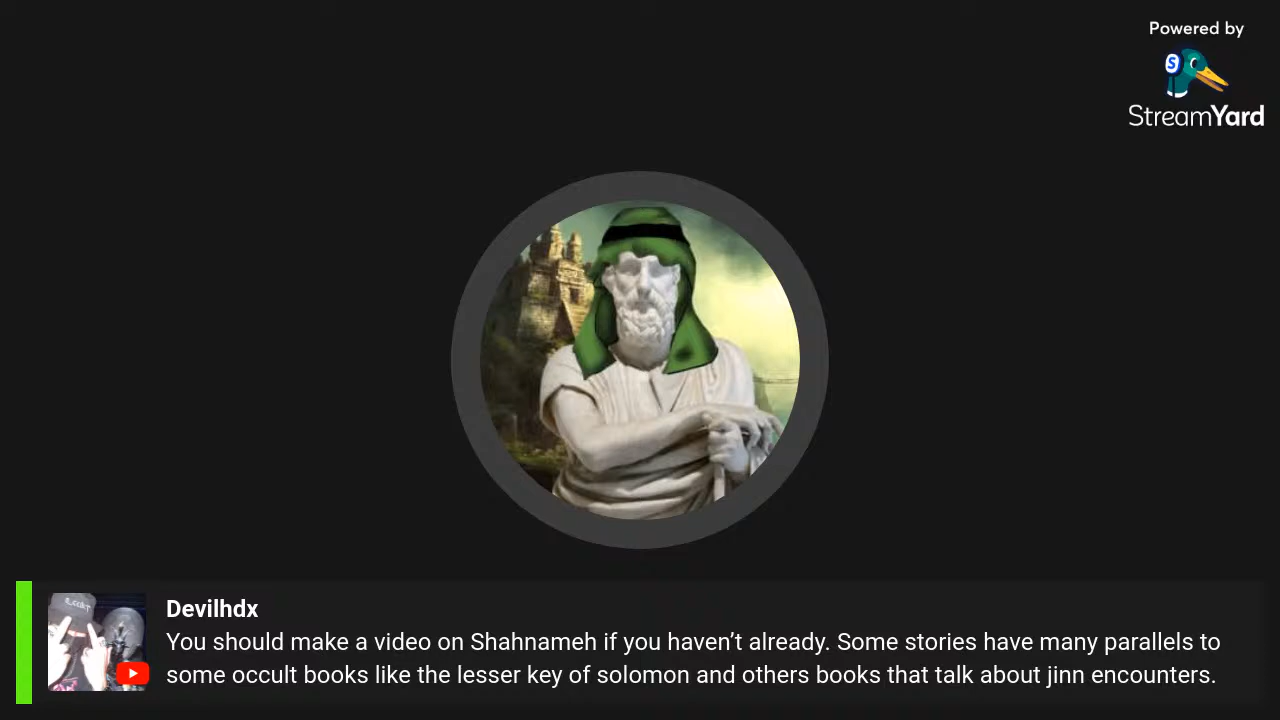 Powered by
StreamYard
Devilhdx
You should make a video on Shahnameh if you haven’t already. Some stories have many parallels to
some occult books like the lesser key of solomon and others books that talk about jinn encounters.